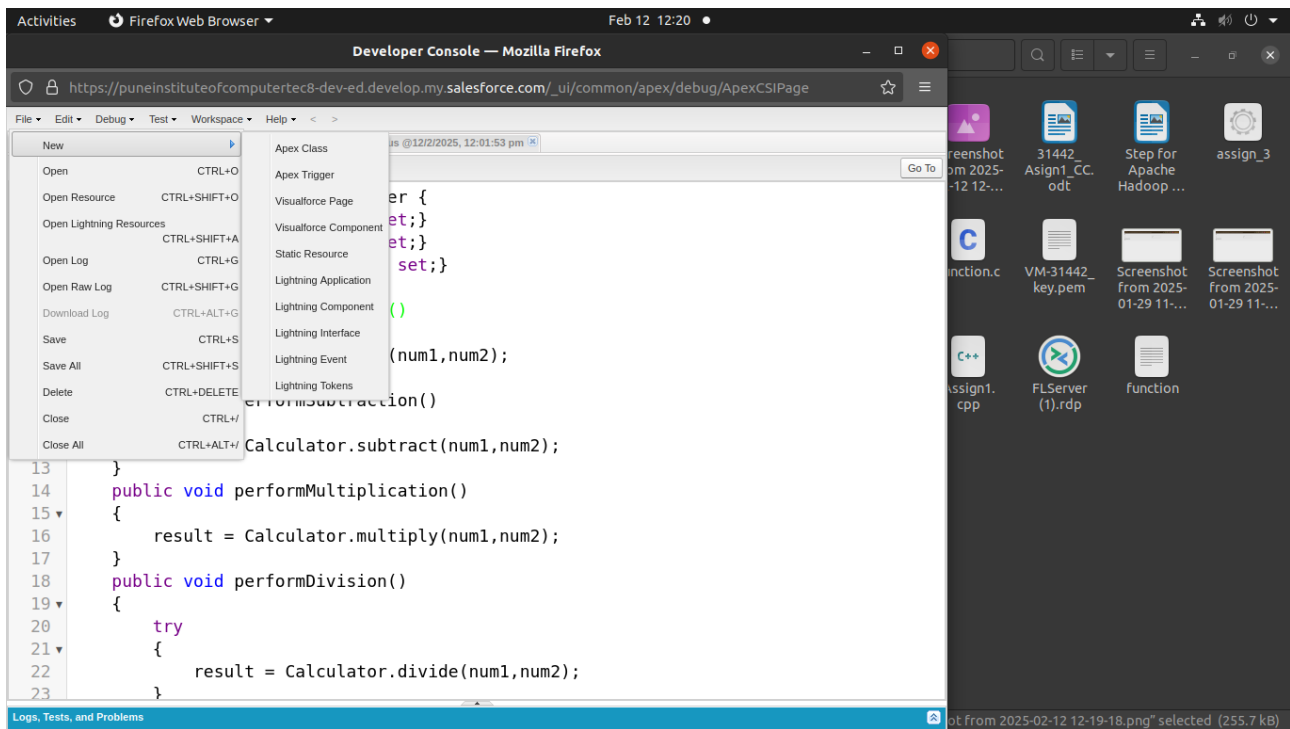 Activities Firefox Web Browser Feb 12 12:20
Developer Console — Mozilla Firefox
https://puneinstituteofcomputertec8-dev-ed.develop.my.salesforce.com/_ui/common/apex/debug/ApexCSIPage
File Edit Debug Test Workspace Help < >
@12/2/2025, 12:01:53 pm
Go To
New
Open CTRL+O
Open Resource CTRL+SHIFT+O
Open Lightning Resources
CTRL+SHIFT+A
Open Log CTRL+G
Open Raw Log CTRL+SHIFT+G
Download Log CTRL+ALT+G
Save CTRL+S
Save All CTRL+SHIFT+S
Delete CTRL+DELETE
Close CTRL+/
Close All CTRL+ALT+/
Apex Class
Apex Trigger
Visualforce Page
Visualforce Component
Static Resource
Lightning Application
Lightning Component
Lightning Interface
Lightning Event
Lightning Tokens
er {
et;}
et;}
set;}
()
(num1,num2);
erformSubtraction()
Calculator.subtract(num1,num2);
13 }
14 public void performMultiplication()
15 {
16 result = Calculator.multiply(num1,num2);
17 }
18 public void performDivision()
19 {
20 try
21 {
22 result = Calculator.divide(num1,num2);
23 }
Logs, Tests, and Problems
reenshot
om 2025-
-12 12-...
31442_
Asign1_CC.
odt
Step for
Apache
Hadoop ...
assign_3
C
nction.c
VM-31442_
key.pem
Screenshot
from 2025-
01-29 11-...
Screenshot
from 2025-
01-29 11-...
C++
Assign1.
cpp
FLServer
(1).rdp
function
ot from 2025-02-12 12-19-18.png" selected (255.7 kB)